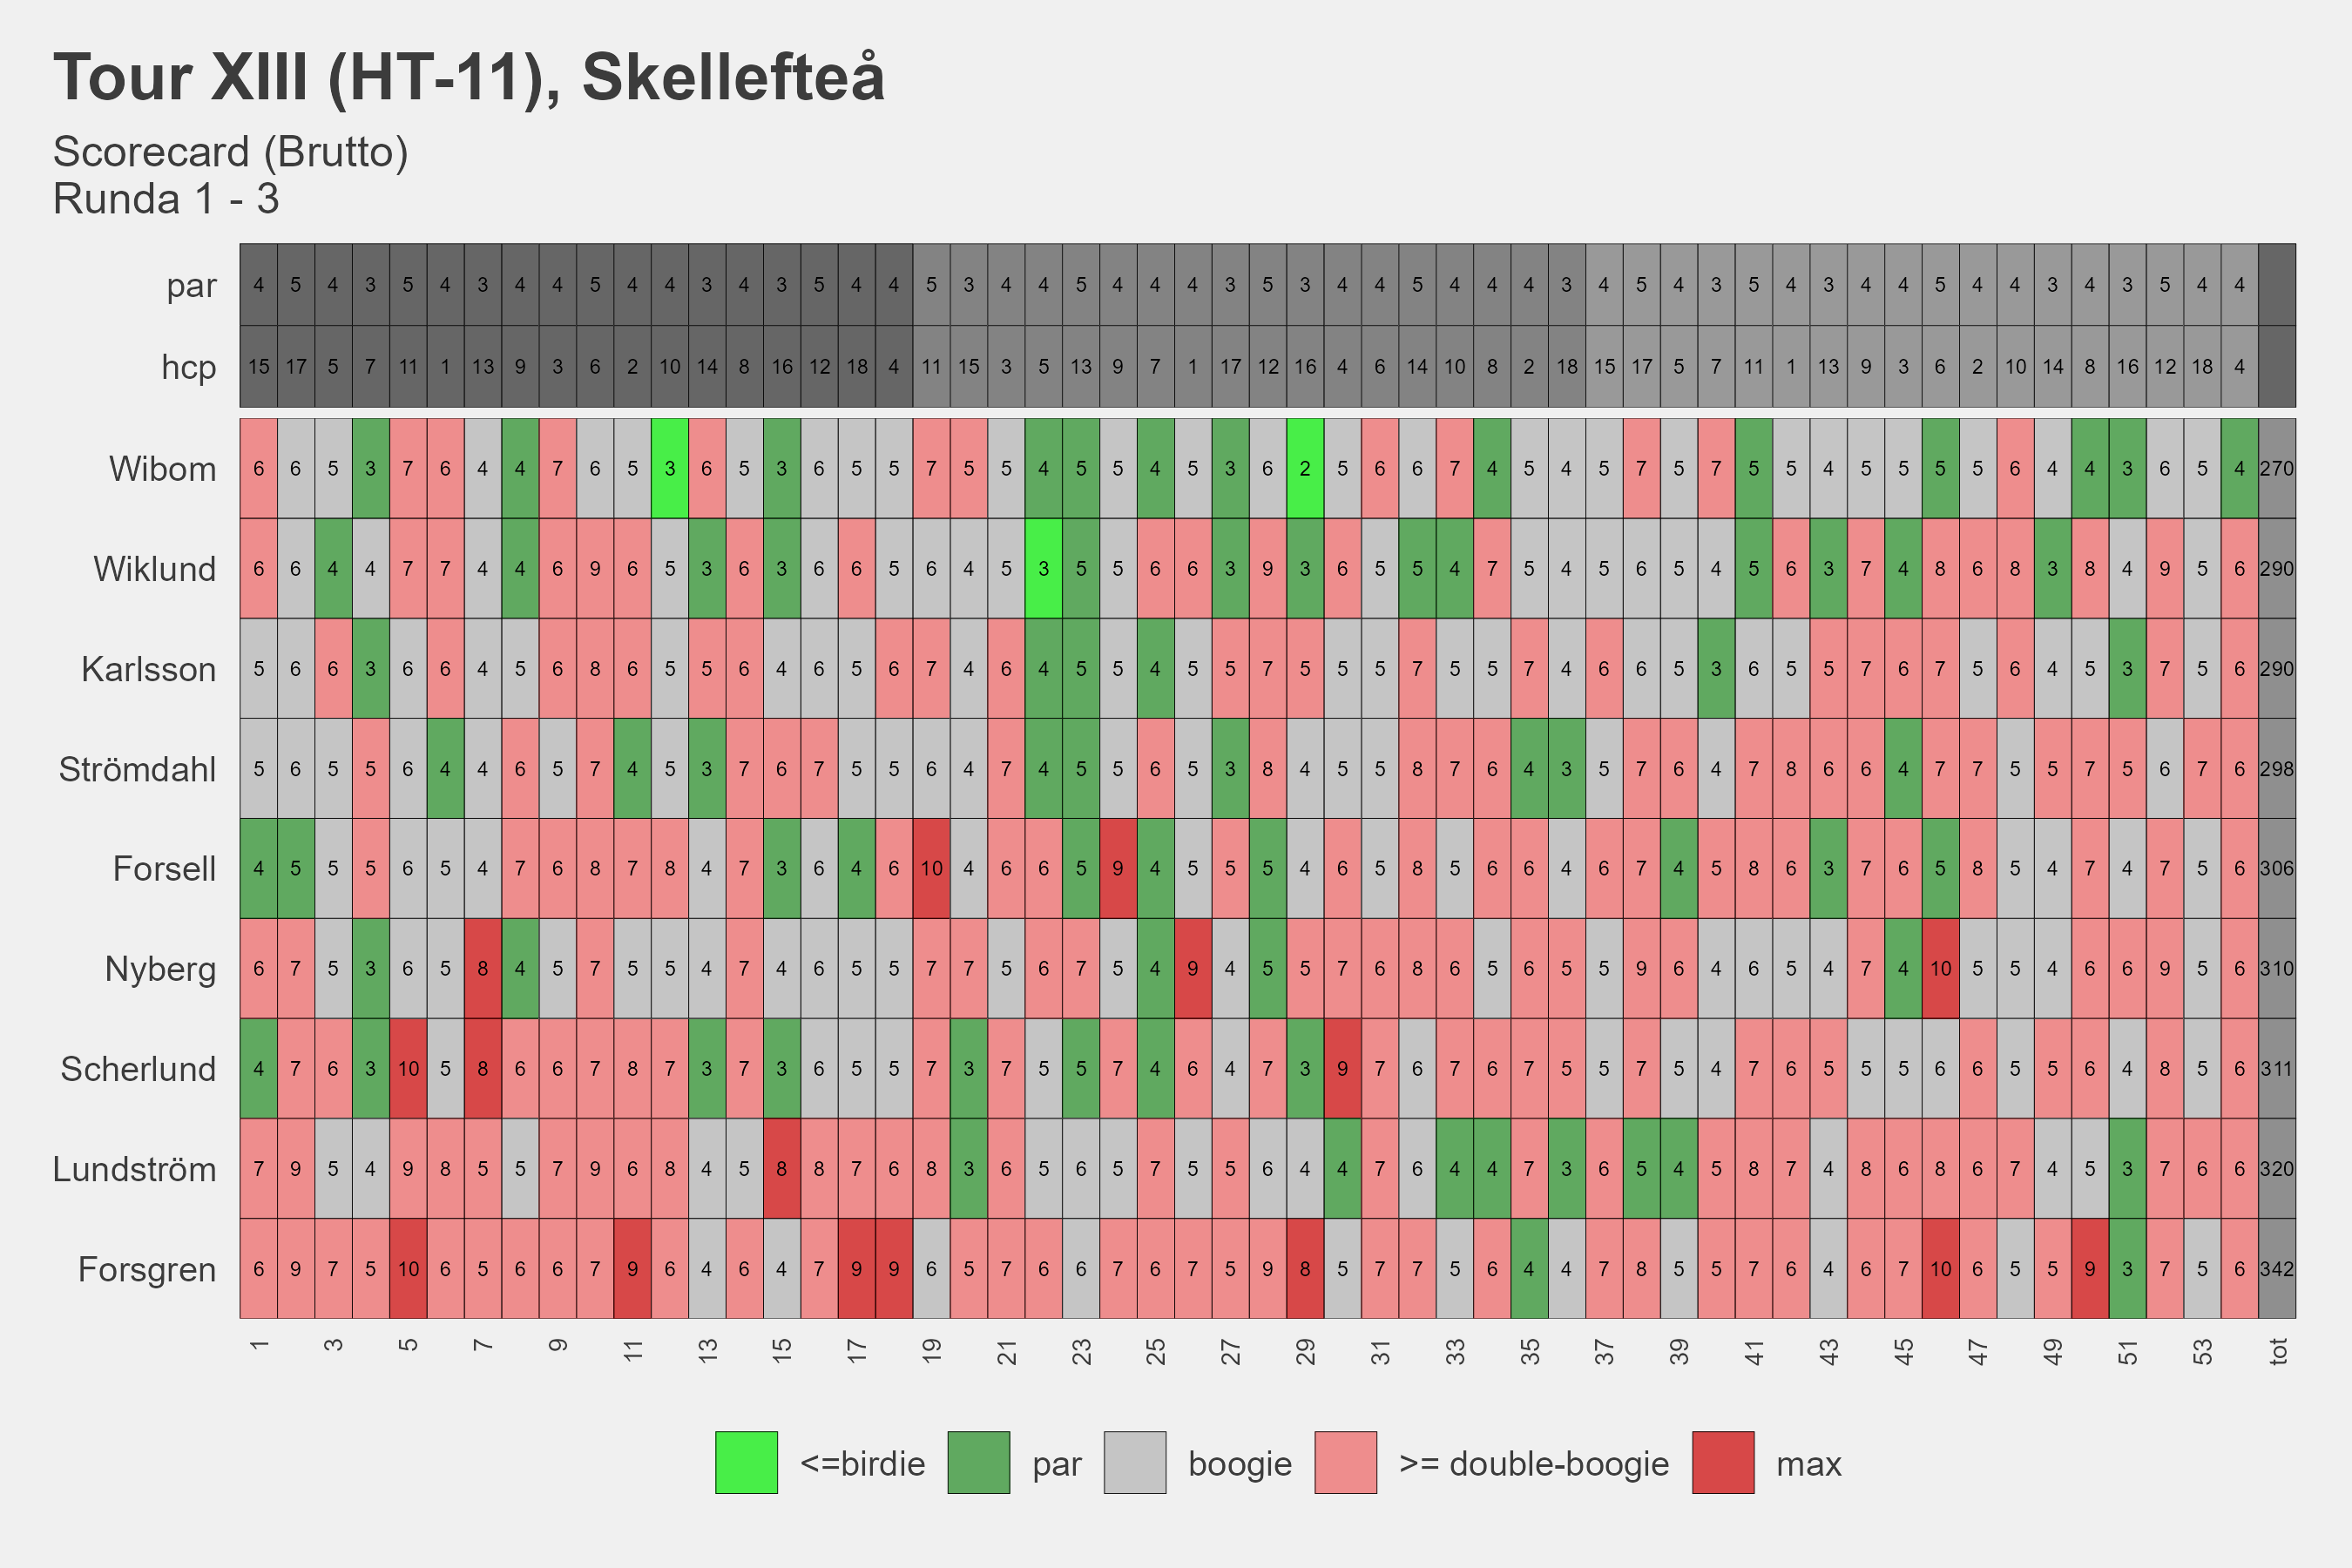 Tour XIII (HT-11), Skellefteå
Scorecard (Brutto)
Runda 1 - 3
par 4 5 4 3 5 4 3 4 4 5 4 4 3 4 3 5 4 4 5 3 4 4 5 4 4 4 3 5 3 4 4 5 4 4 4 3 4 5 4 3 5 4 3 4 4 5 4 4 3 4 3 5 4 4
hcp 15 17 5 7 11 1 13 9 3 6 2 10 14 8 16 12 18 4 11 15 3 5 13 9 7 1 17 12 16 4 6 14 10 8 2 18 15 17 5 7 11 1 13 9 3 6 2 10 14 8 16 12 18 4
Wibom 6 6 5 3 7 6 4 4 7 6 5 3 6 5 3 6 5 5 7 5 5 4 5 5 4 5 3 6 2 5 6 6 7 4 5 4 5 7 5 7 5 5 4 5 5 5 5 6 4 4 3 6 5 4 270
Wiklund 6 6 4 4 7 7 4 4 6 9 6 5 3 6 3 6 6 5 6 4 5 3 5 5 6 6 3 9 3 6 5 5 4 7 5 4 5 6 5 4 5 6 3 7 4 8 6 8 3 8 4 9 5 6 290
Karlsson 5 6 6 3 6 6 4 5 6 8 6 5 5 6 4 6 5 6 7 4 6 4 5 5 4 5 5 7 5 5 5 7 5 5 7 4 6 6 5 3 6 5 5 7 6 7 5 6 4 5 3 7 5 6 290
Strömdahl 5 6 5 5 6 4 4 6 5 7 4 5 3 7 6 7 5 5 6 4 7 4 5 5 6 5 3 8 4 5 5 8 7 6 4 3 5 7 6 4 7 8 6 6 4 7 7 5 5 7 5 6 7 6 298
Forsell 4 5 5 5 6 5 4 7 6 8 7 8 4 7 3 6 4 6 10 4 6 6 5 9 4 5 5 5 4 6 5 8 5 6 6 4 6 7 4 5 8 6 3 7 6 5 8 5 4 7 4 7 5 6 306
Nyberg 6 7 5 3 6 5 8 4 5 7 5 5 4 7 4 6 5 5 7 7 5 6 7 5 4 9 4 5 5 7 6 8 6 5 6 5 5 9 6 4 6 5 4 7 4 10 5 5 4 6 6 9 5 6 310
Scherlund 4 7 6 3 10 5 8 6 6 7 8 7 3 7 3 6 5 5 7 3 7 5 5 7 4 6 4 7 3 9 7 6 7 6 7 5 5 7 5 4 7 6 5 5 5 6 6 5 5 6 4 8 5 6 311
Lundström 7 9 5 4 9 8 5 5 7 9 6 8 4 5 8 8 7 6 8 3 6 5 6 5 7 5 5 6 4 4 7 6 4 4 7 3 6 5 4 5 8 7 4 8 6 8 6 7 4 5 3 7 6 6 320
Forsgren 6 9 7 5 10 6 5 6 6 7 9 6 4 6 4 7 9 9 6 5 7 6 6 7 6 7 5 9 8 5 7 7 5 6 4 4 7 8 5 5 7 6 4 6 7 10 6 5 5 9 3 7 5 6 342
1 3 5 7 9 11 13 15 17 19 21 23 25 27 29 31 33 35 37 39 41 43 45 47 49 51 53 tot
<=birdie par boogie >= double-boogie max